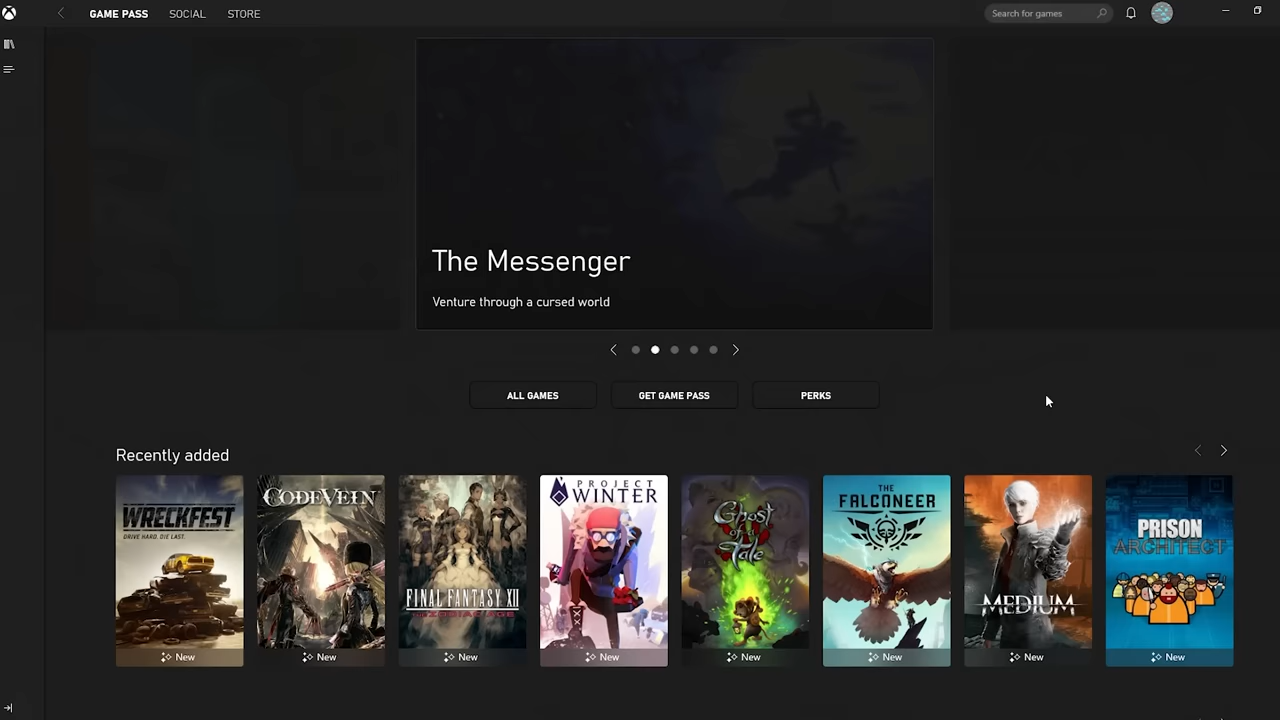 GAME PASS SOCIAL STORE
Search for games
The Messenger
Venture through a cursed world
ALL GAMES
GET GAME PASS
PERKS
Recently added
WRECKFEST
DRIVE HARD. DIE LAST.
New
CODE VEIN
New
FINAL FANTASY XII
New
PROJECT
WINTER
New
Ghost
of a
Tale
New
THE
FALCONEER
New
MEDIUM
New
PRISON
ARCHITECT
New